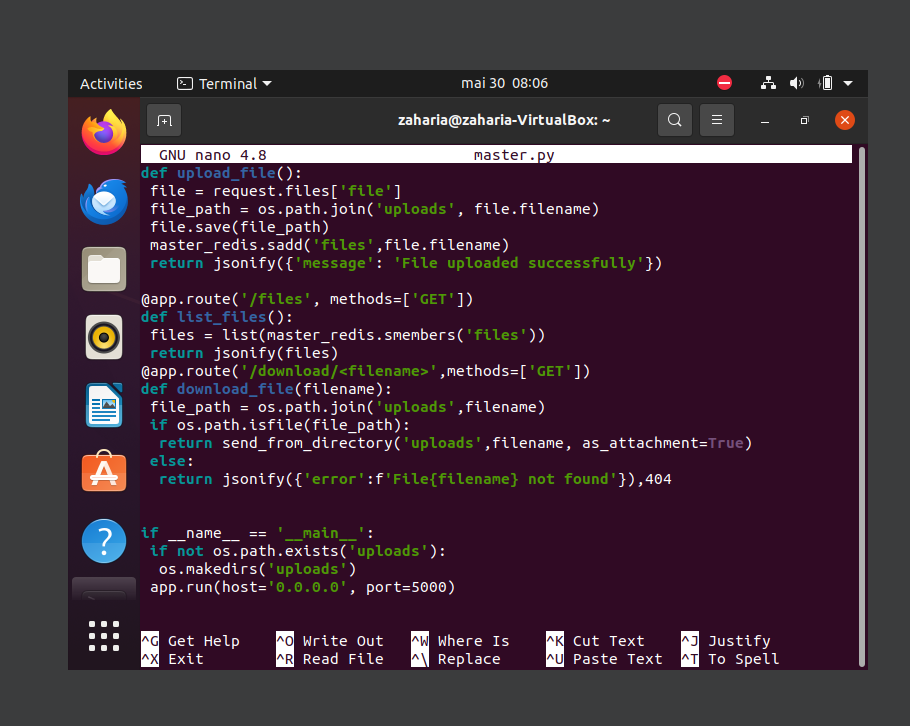 Activities Terminal mai 30 08:06
zaharia@zaharia-VirtualBox: ~
GNU nano 4.8 master.py
def upload_file():
 file = request.files['file']
 file_path = os.path.join('uploads', file.filename)
 file.save(file_path)
 master_redis.sadd('files',file.filename)
 return jsonify({'message': 'File uploaded successfully'})
@app.route('/files', methods=['GET'])
def list_files():
 files = list(master_redis.smembers('files'))
 return jsonify(files)
@app.route('/download/<filename>',methods=['GET'])
def download_file(filename):
 file_path = os.path.join('uploads',filename)
 if os.path.isfile(file_path):
  return send_from_directory('uploads',filename, as_attachment=True)
 else:
  return jsonify({'error':f'File{filename} not found'}),404
if __name__ == '__main__':
 if not os.path.exists('uploads'):
  os.makedirs('uploads')
 app.run(host='0.0.0.0', port=5000)
^G Get Help ^O Write Out ^W Where Is ^K Cut Text ^J Justify
^X Exit ^R Read File ^\ Replace ^U Paste Text ^T To Spell